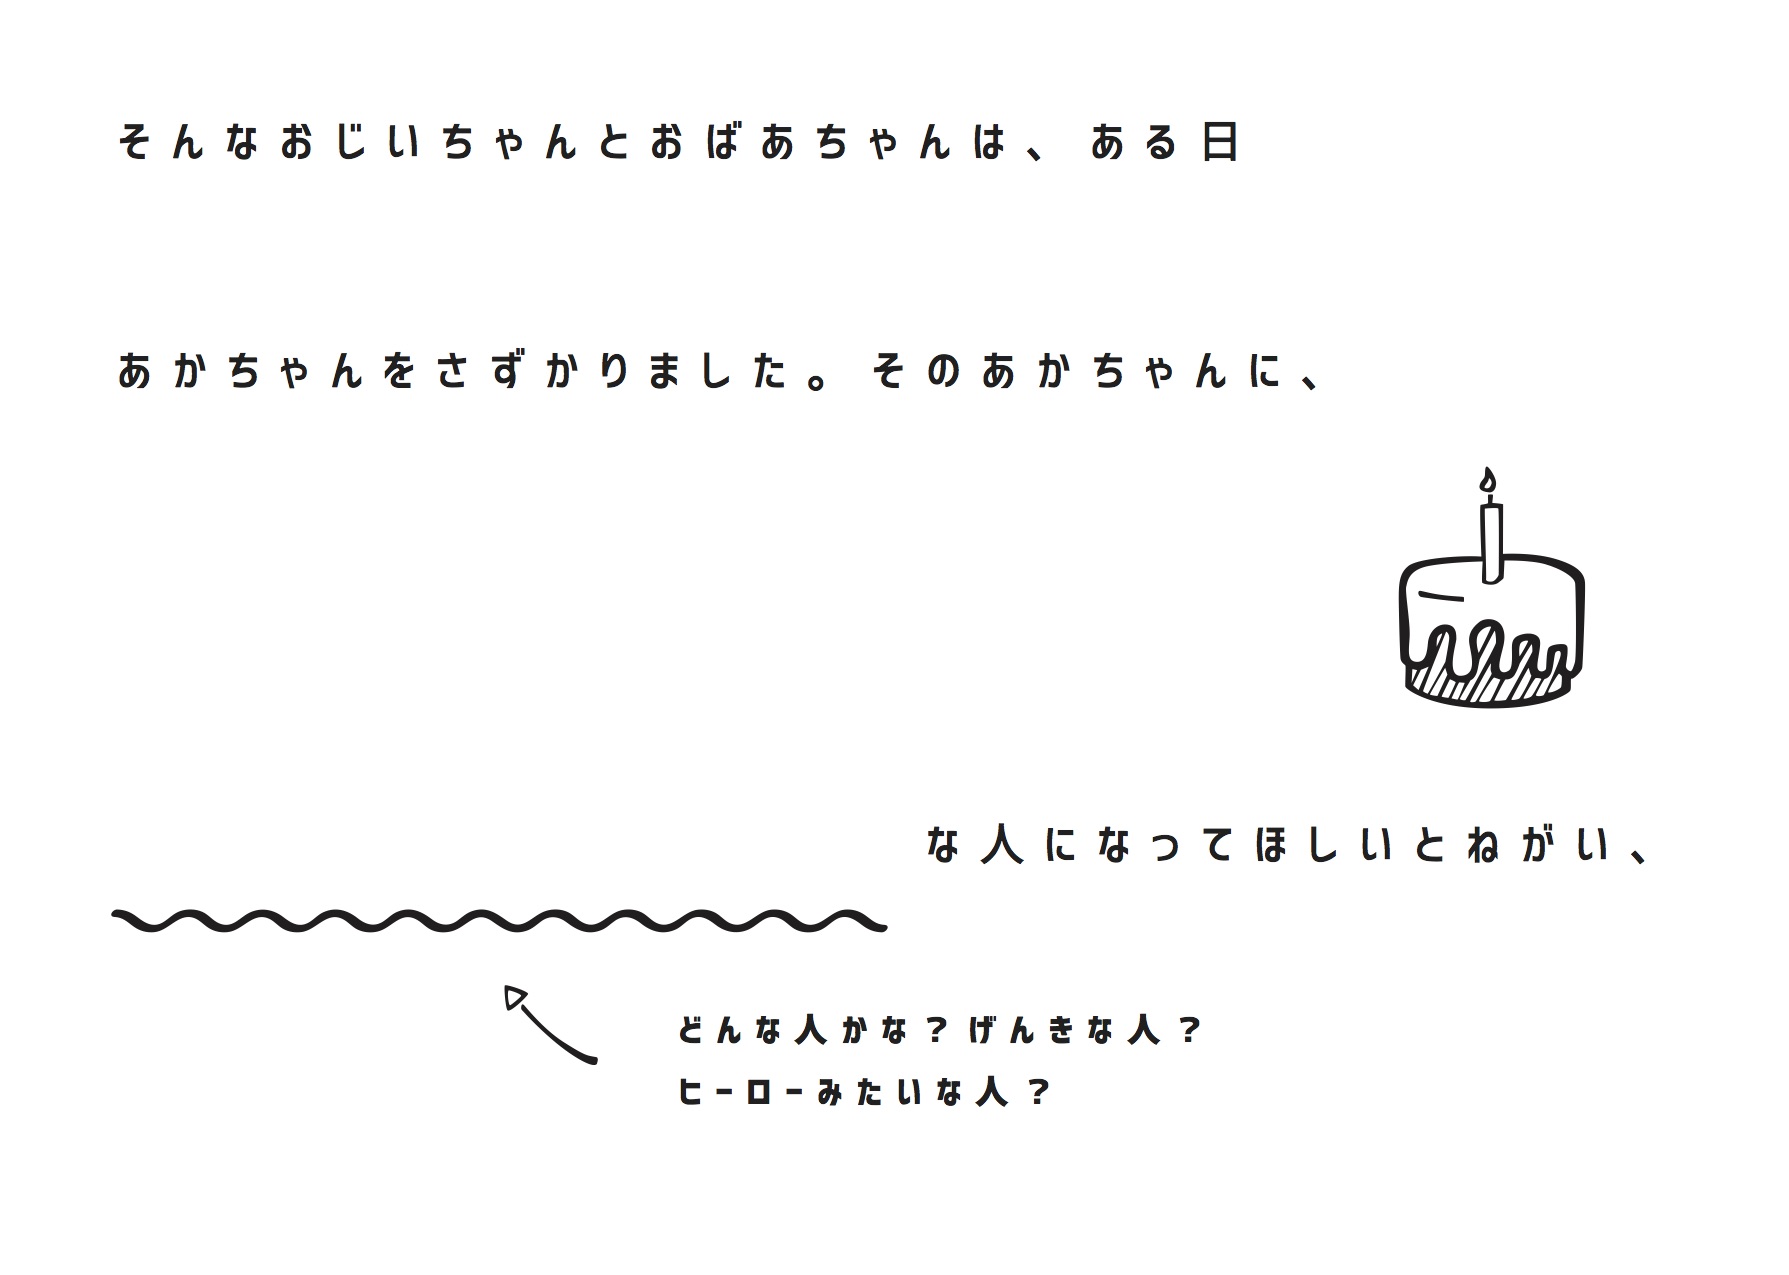 そんなおじいちゃんとおばあちゃんは、ある日
あかちゃんをさずかりました。そのあかちゃんに、
な人になってほしいとねがい、
どんな人かな？げんきな人？
ヒーローみたいな人？